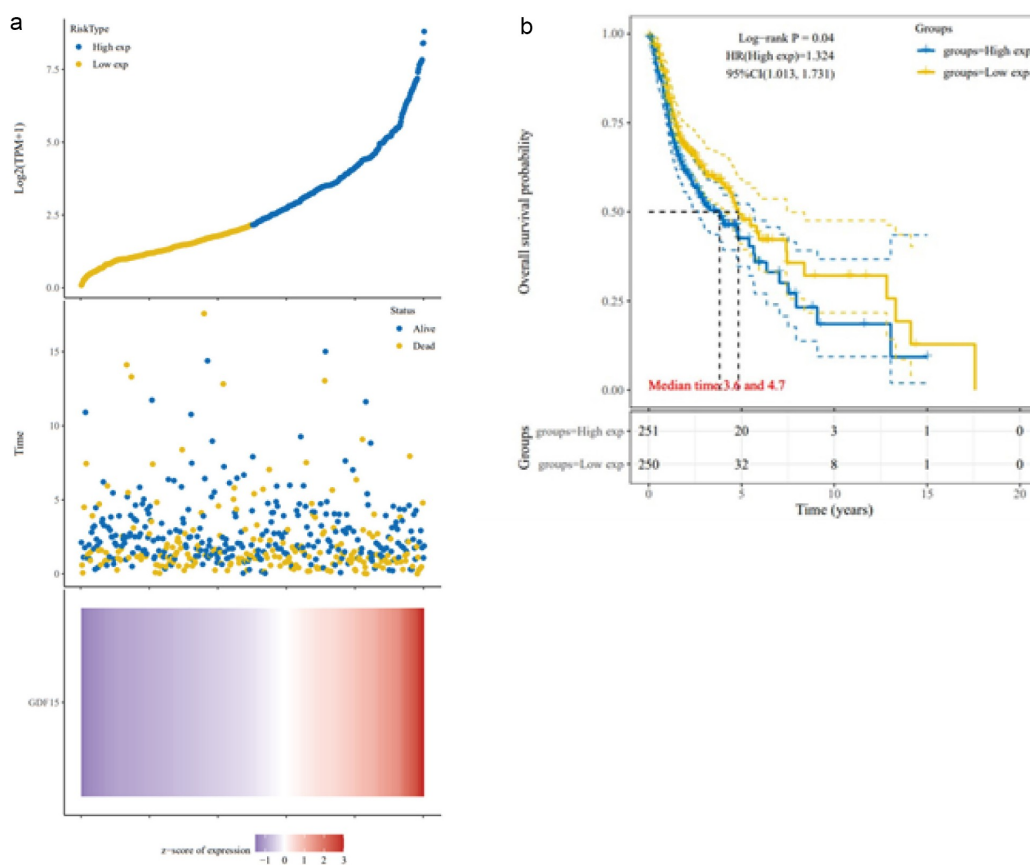 a
RiskType
High exp
Low exp
Log2(TPM+1)
7.5
5.0
2.5
0.0
Status
Alive
Dead
Time
15
10
5
0
GDF15
z-score of expression
-1 0 1 2 3
b
Log-rank P = 0.04
HR(High exp)=1.324
95%CI(1.013, 1.731)
Groups
groups=High exp
groups=Low exp
Overall survival probability
1.00
0.75
0.50
0.25
0.00
Median time:3.6 and 4.7
Groups
groups=High exp 251 20 3 1 0
groups=Low exp 250 32 8 1 0
0 5 10 15 20
Time (years)